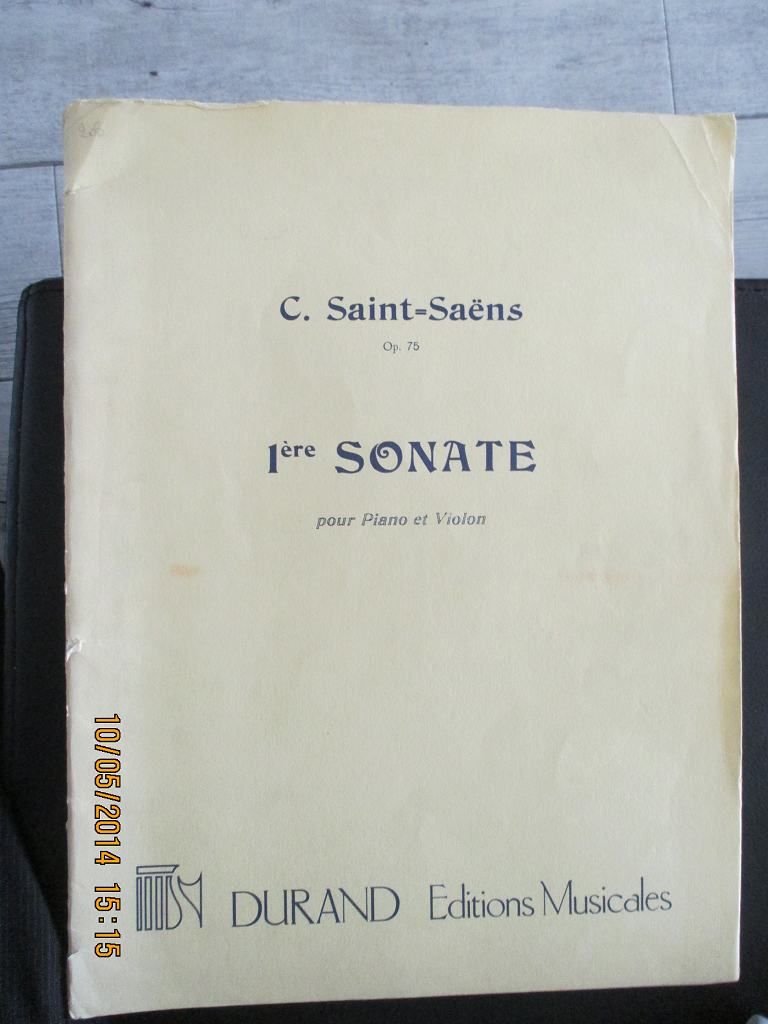 C. Saint=Saëns
Op. 75
1ère SONATE
pour Piano et Violon
10/05/2014 15:15
DURAND Editions Musicales